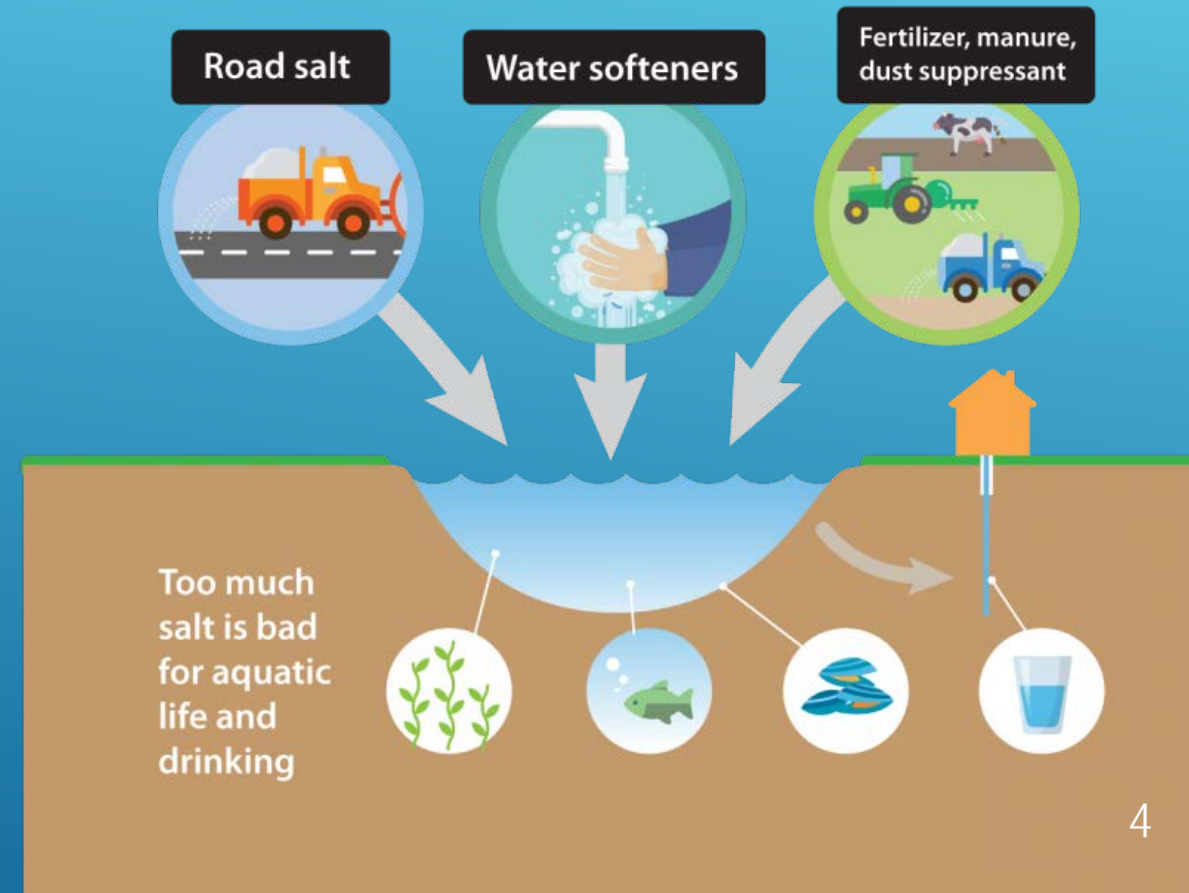 Road salt
Water softeners
Fertilizer, manure,
dust suppressant
Too much
salt is bad
for aquatic
life and
drinking
4